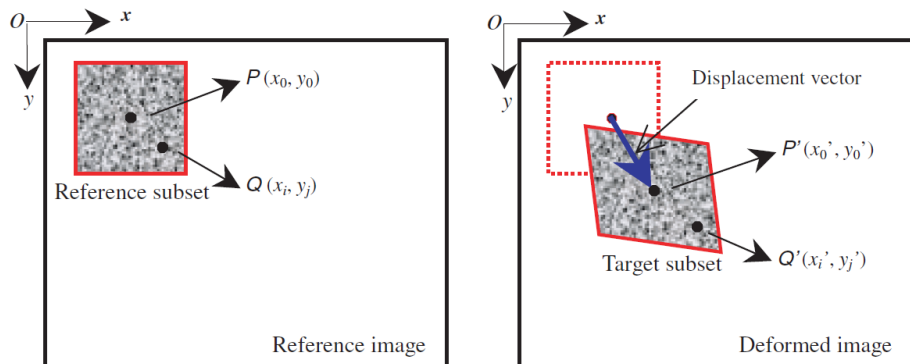 O x
y
P (x₀, y₀)
Q (xᵢ, yⱼ)
Reference subset
Reference image
O x
y
Displacement vector
P’ (x₀’, y₀’)
Q’ (xᵢ’, yⱼ’)
Target subset
Deformed image